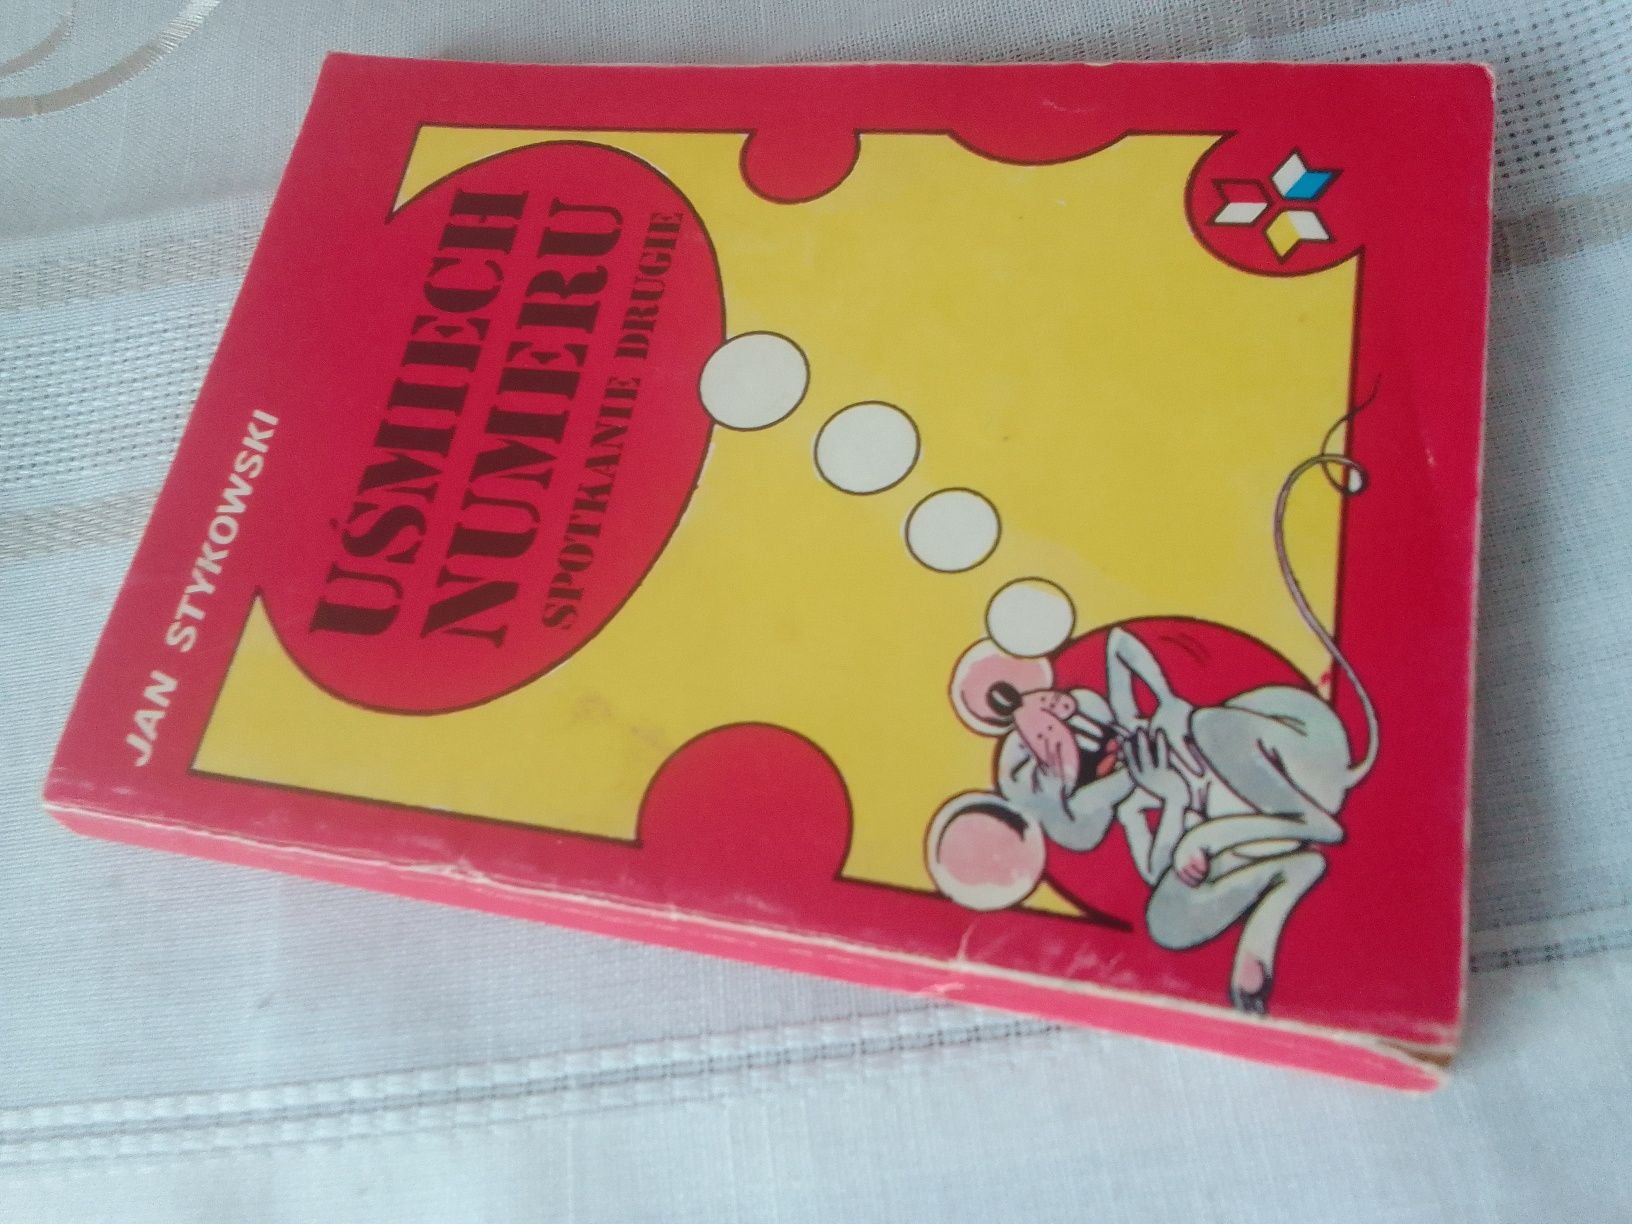 JAN STYKOWSKI
UŚMIECH
NUMERU
SPOTKANIE DRUGIE